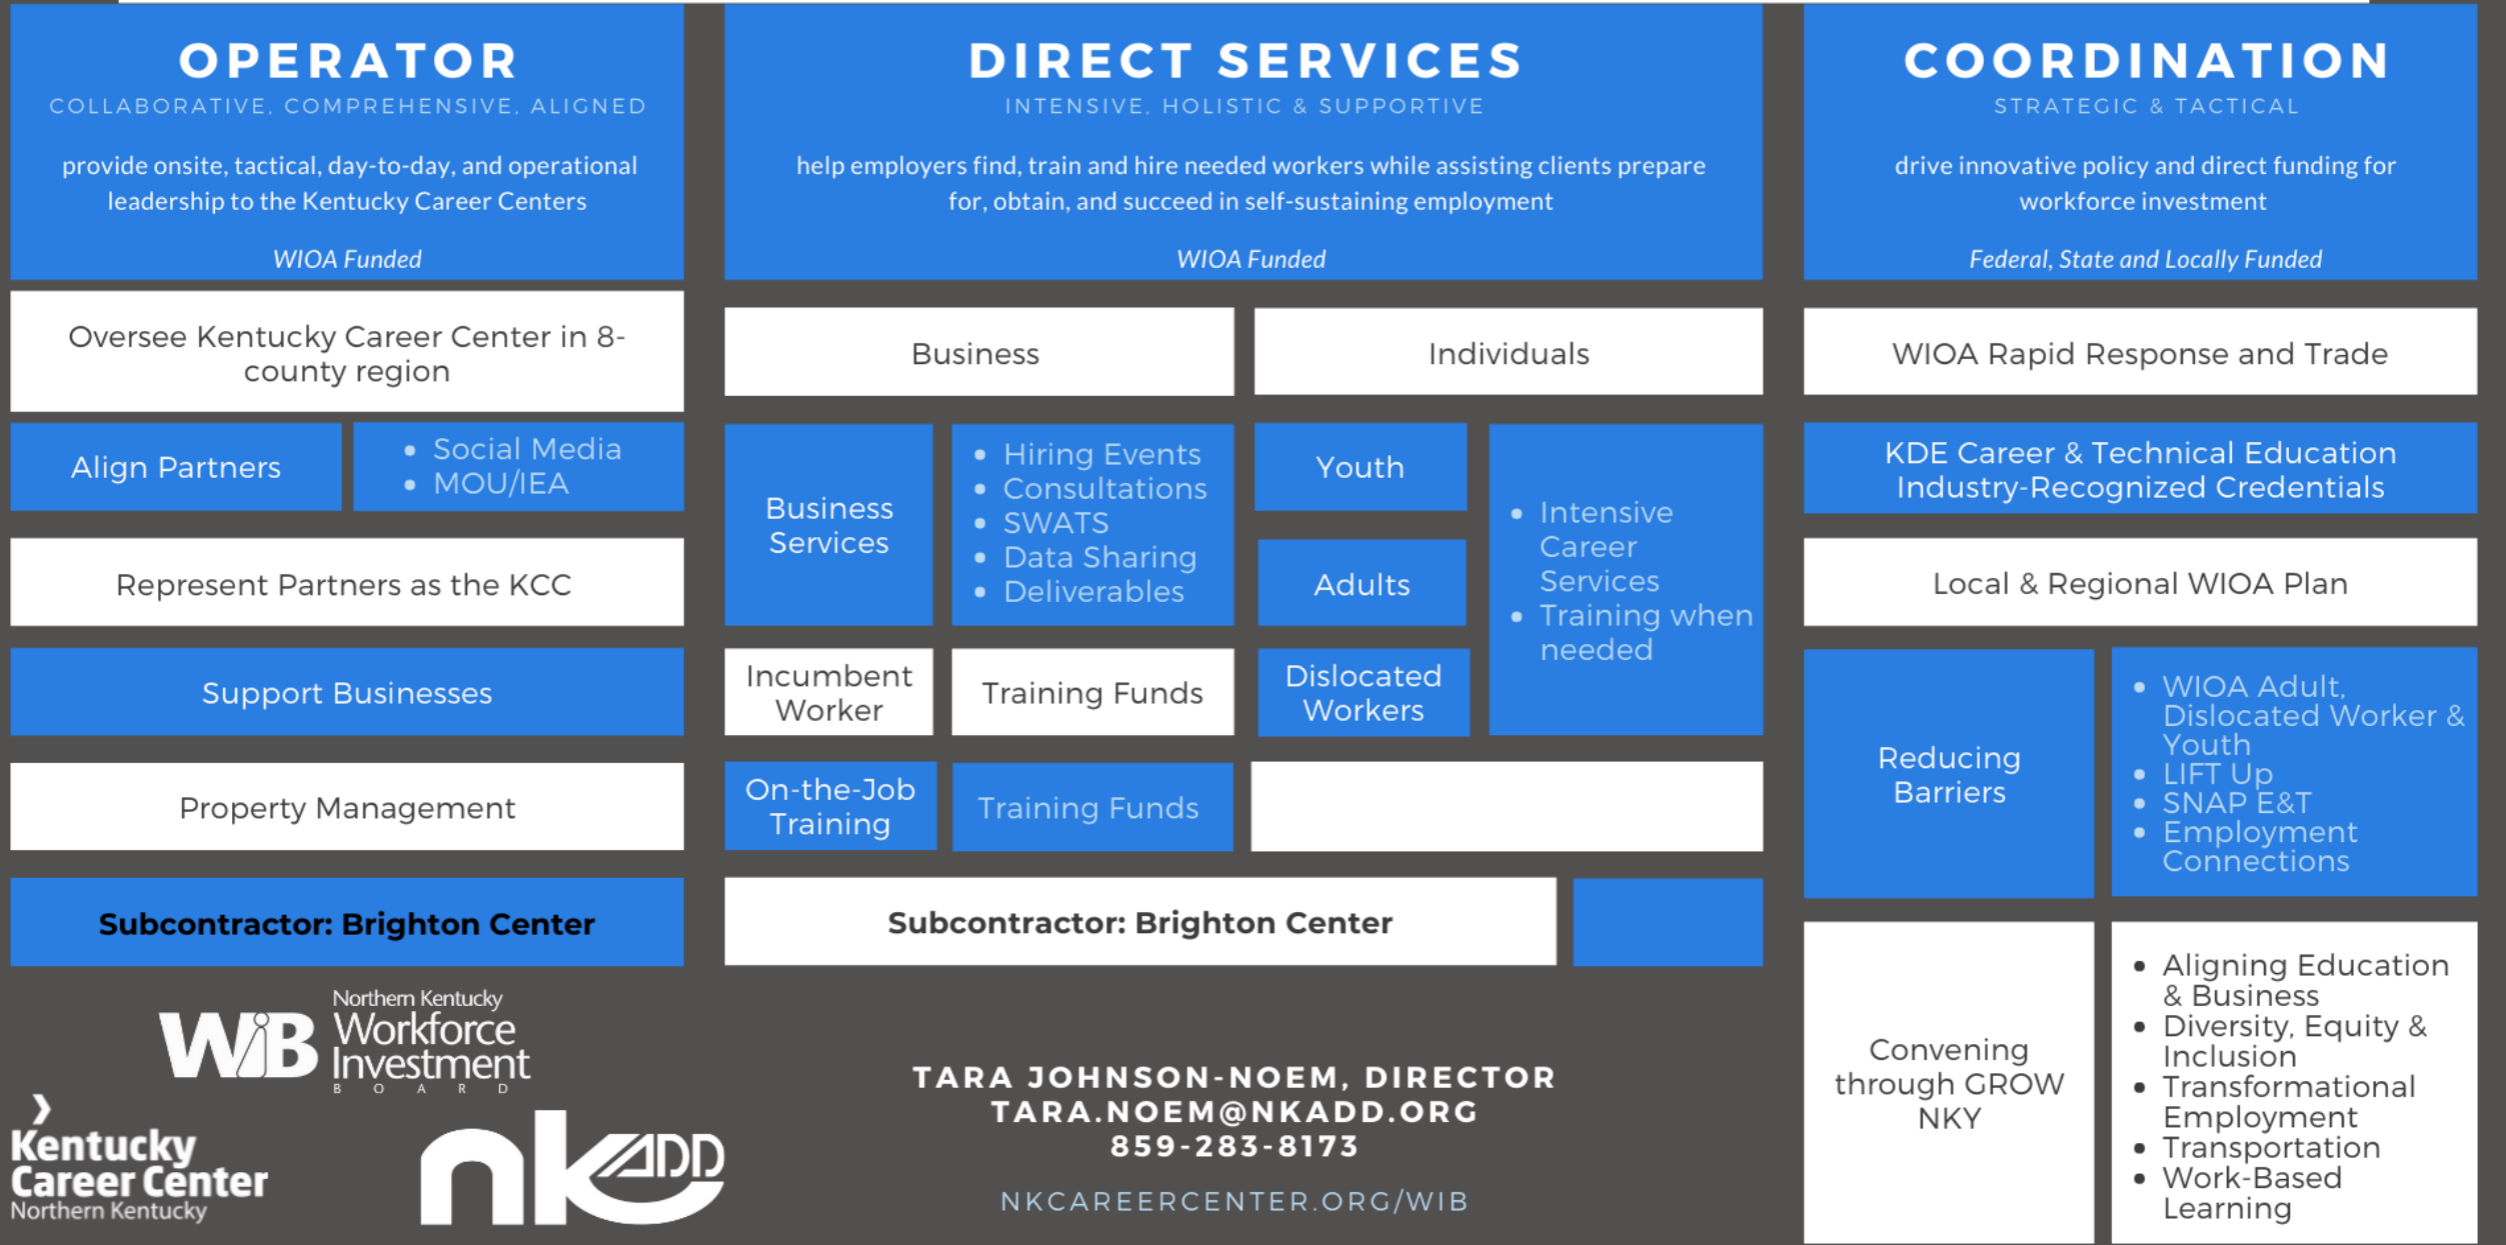 OPERATOR
COLLABORATIVE, COMPREHENSIVE, ALIGNED
provide onsite, tactical, day-to-day, and operational
leadership to the Kentucky Career Centers
WIOA Funded
Oversee Kentucky Career Center in 8-
county region
Align Partners
• Social Media
• MOU/IEA
Represent Partners as the KCC
Support Businesses
Property Management
Subcontractor: Brighton Center
DIRECT SERVICES
INTENSIVE, HOLISTIC & SUPPORTIVE
help employers find, train and hire needed workers while assisting clients prepare
for, obtain, and succeed in self-sustaining employment
WIOA Funded
Business
Business
Services
• Hiring Events
• Consultations
• SWATS
• Data Sharing
• Deliverables
Incumbent
Worker
Training Funds
On-the-Job
Training
Training Funds
Individuals
Youth
Adults
Dislocated
Workers
• Intensive
Career
Services
• Training when
needed
Subcontractor: Brighton Center
COORDINATION
STRATEGIC & TACTICAL
drive innovative policy and direct funding for
workforce investment
Federal, State and Locally Funded
WIOA Rapid Response and Trade
KDE Career & Technical Education
Industry-Recognized Credentials
Local & Regional WIOA Plan
Reducing
Barriers
• WIOA Adult,
Dislocated Worker &
Youth
• LIFT Up
• SNAP E&T
• Employment
Connections
Convening
through GROW
NKY
• Aligning Education
& Business
• Diversity, Equity &
Inclusion
• Transformational
Employment
• Transportation
• Work-Based
Learning
WiB
Northern Kentucky
Workforce
Investment
BOARD
Kentucky
Career Center
Northern Kentucky
nkADD
TARA JOHNSON-NOEM, DIRECTOR
TARA.NOEM@NKADD.ORG
859-283-8173
NKCAREERCENTER.ORG/WIB